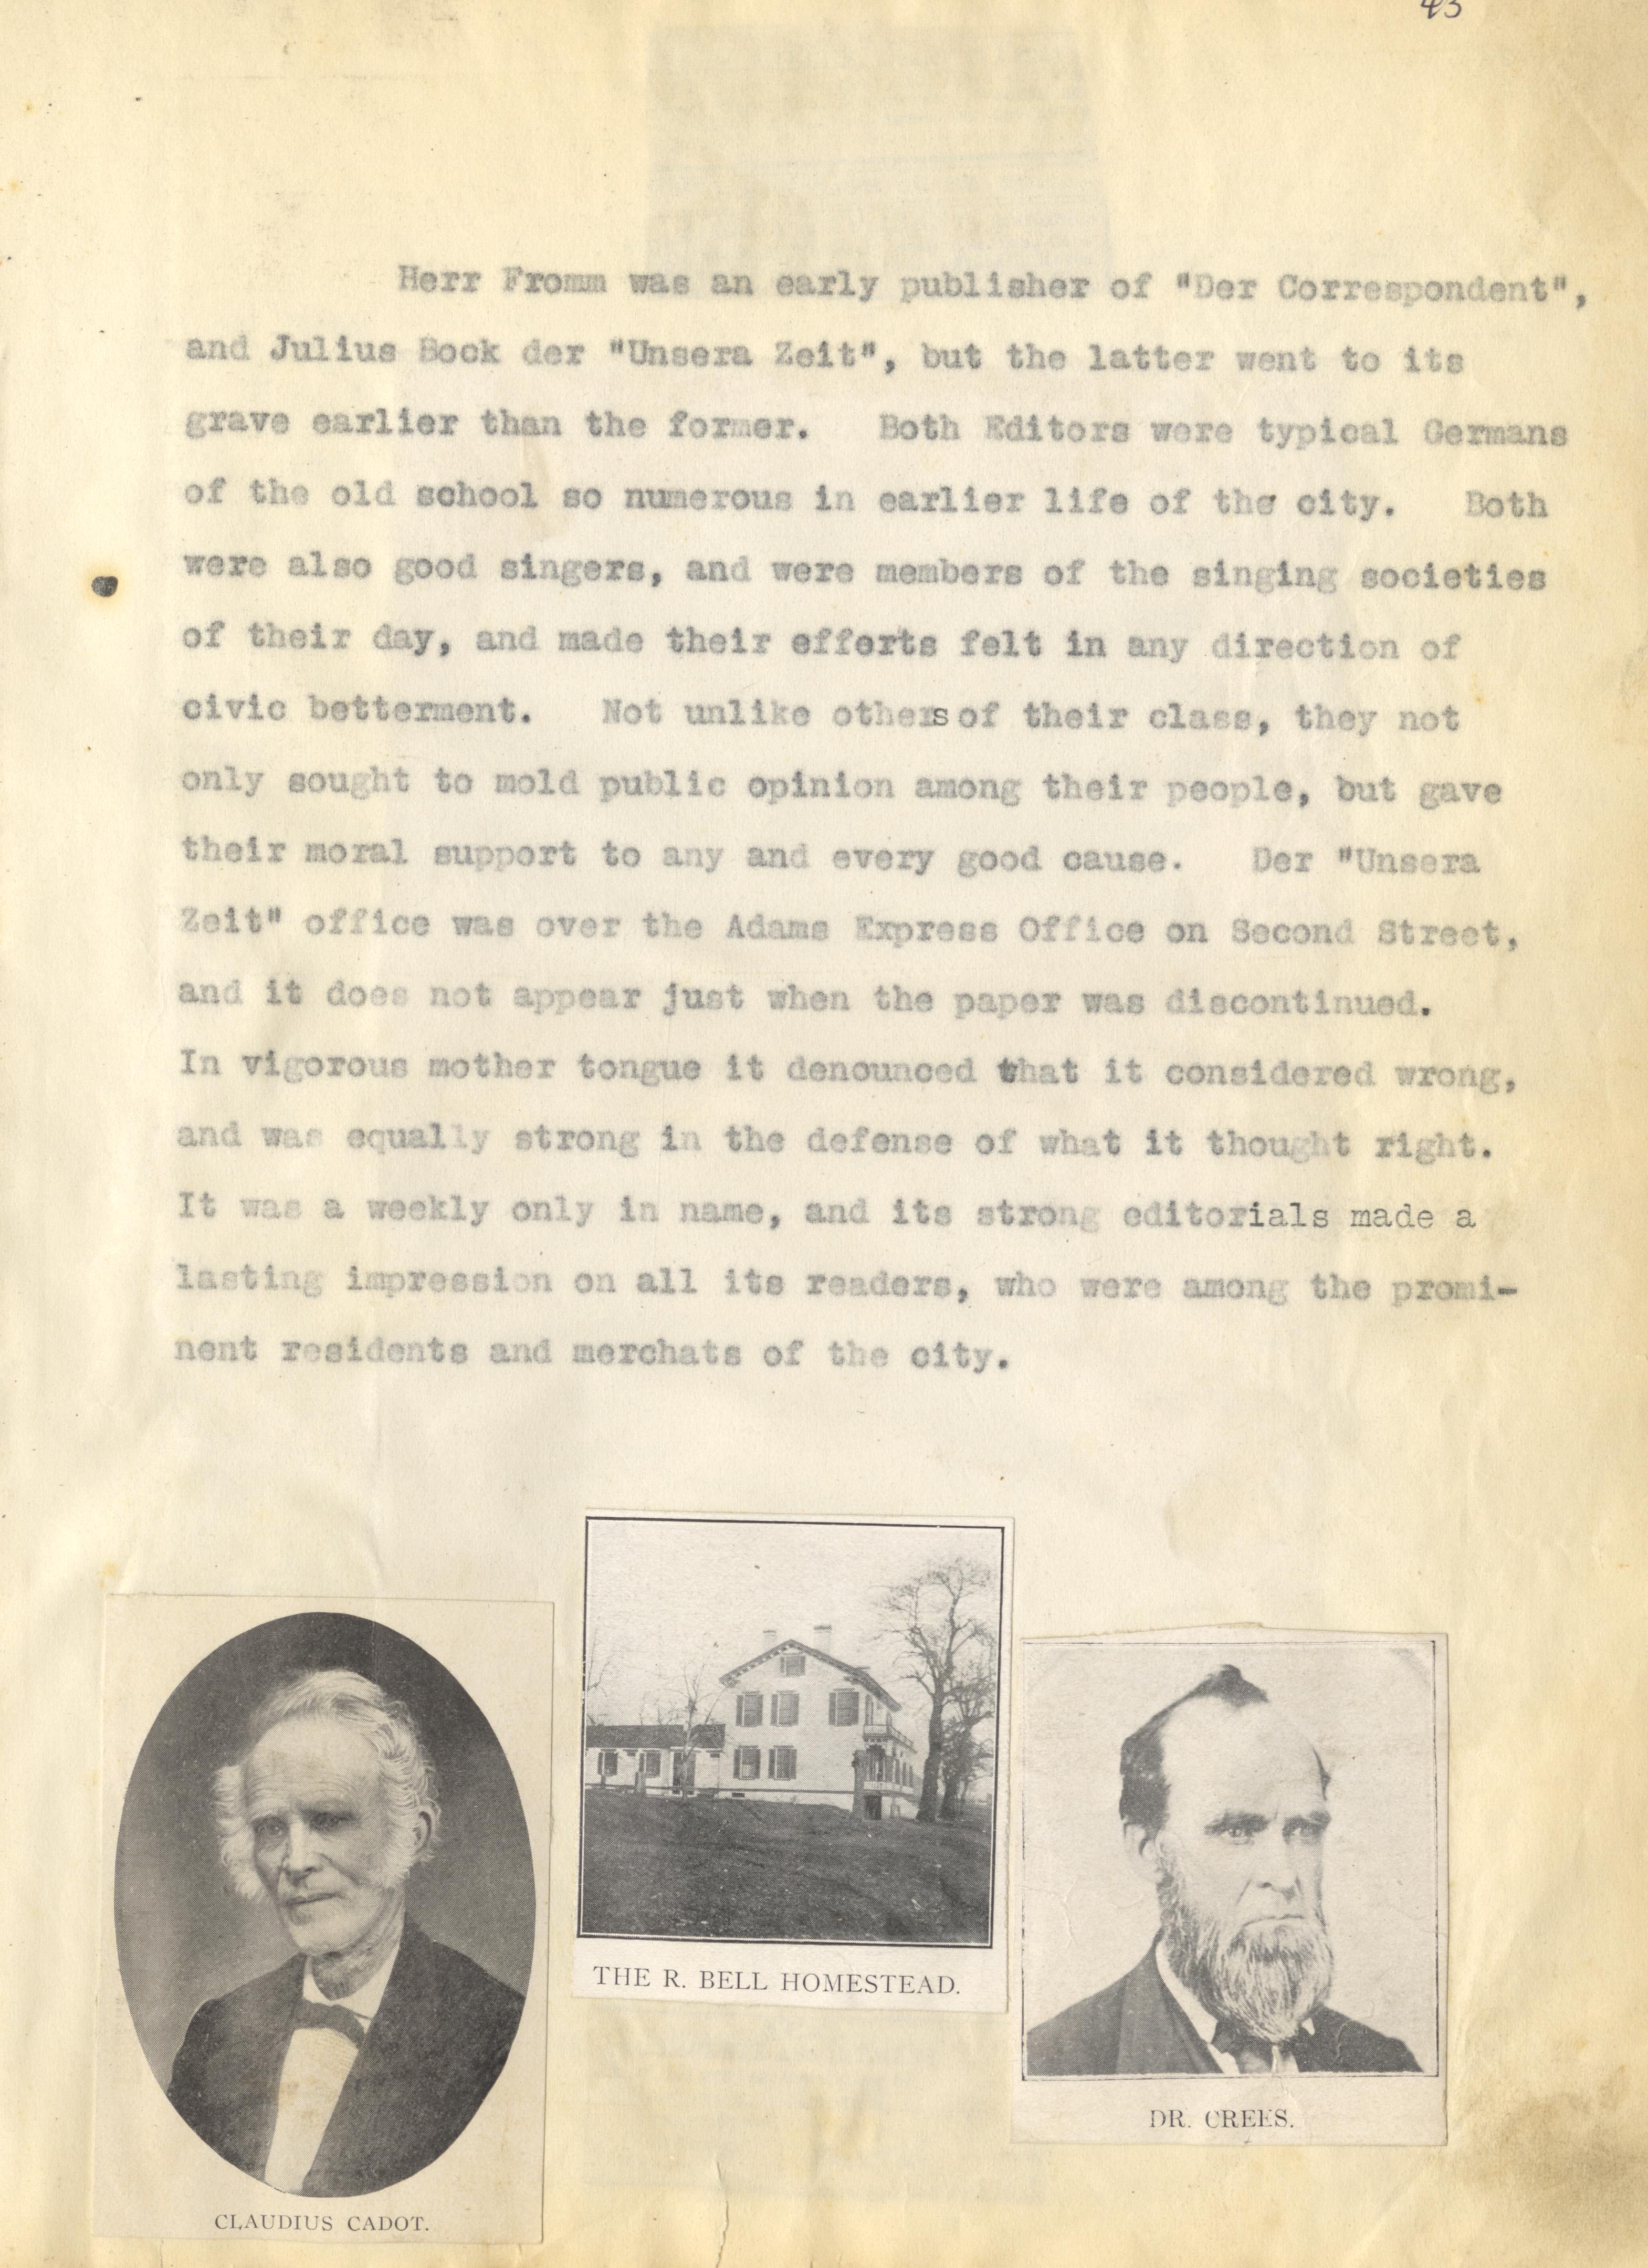 43
Herr Fromm was an early publisher of "Der Correspondent",
and Julius Bock der "Unsera Zeit", but the latter went to its
grave earlier than the former. Both Editors were typical Germans
of the old school so numerous in earlier life of the city. Both
were also good singers, and were members of the singing societies
of their day, and made their efforts felt in any direction of
civic betterment. Not unlike others of their class, they not
only sought to mold public opinion among their people, but gave
their moral support to any and every good cause. Der "Unsera
Zeit" office was over the Adams Express Office on Second Street,
and it does not appear just when the paper was discontinued.
In vigorous mother tongue it denounced what it considered wrong,
and was equally strong in the defense of what it thought right.
It was a weekly only in name, and its strong editorials made a
lasting impression on all its readers, who were among the promi-
nent residents and merchats of the city.
THE R. BELL HOMESTEAD.
DR. CREES.
CLAUDIUS CADOT.